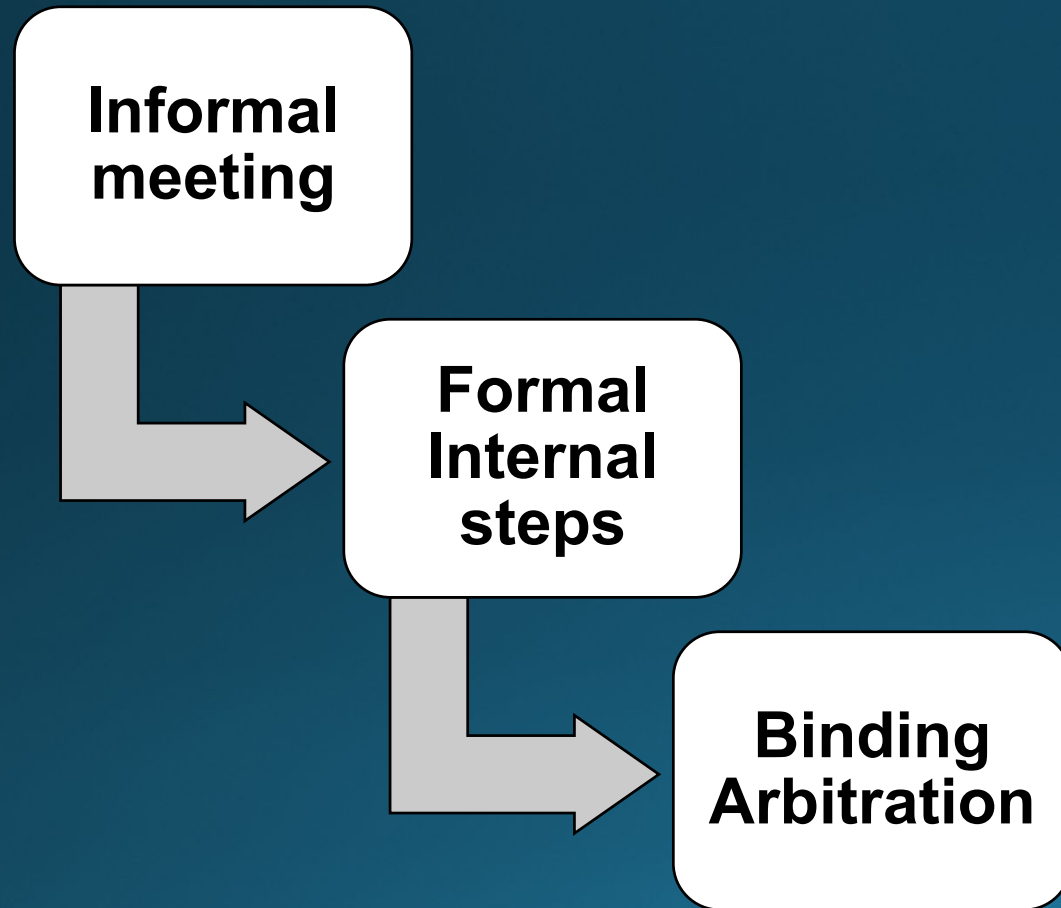 Informal
meeting
Formal
Internal
steps
Binding
Arbitration